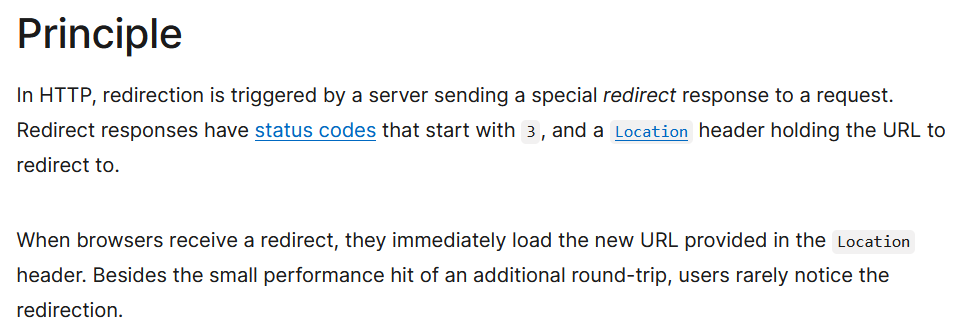 Principle
In HTTP, redirection is triggered by a server sending a special redirect response to a request.
Redirect responses have status codes that start with 3, and a Location header holding the URL to
redirect to.
When browsers receive a redirect, they immediately load the new URL provided in the Location
header. Besides the small performance hit of an additional round-trip, users rarely notice the
redirection.